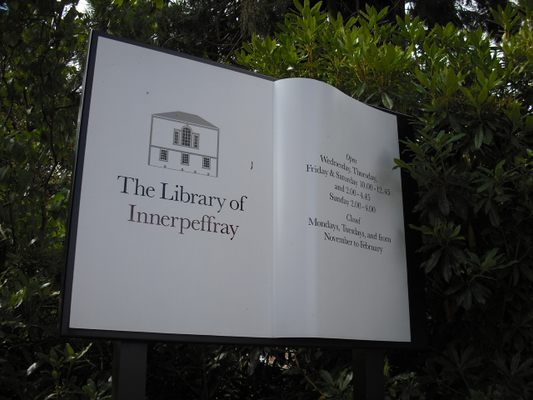 The Library of
Innerpeffray
Open
Wednesday, Thursday,
Friday & Saturday 10.00 - 12.45
and 2.00 - 4.45
Sunday 2.00 - 4.00
Closed
Mondays, Tuesdays, and from
November to February